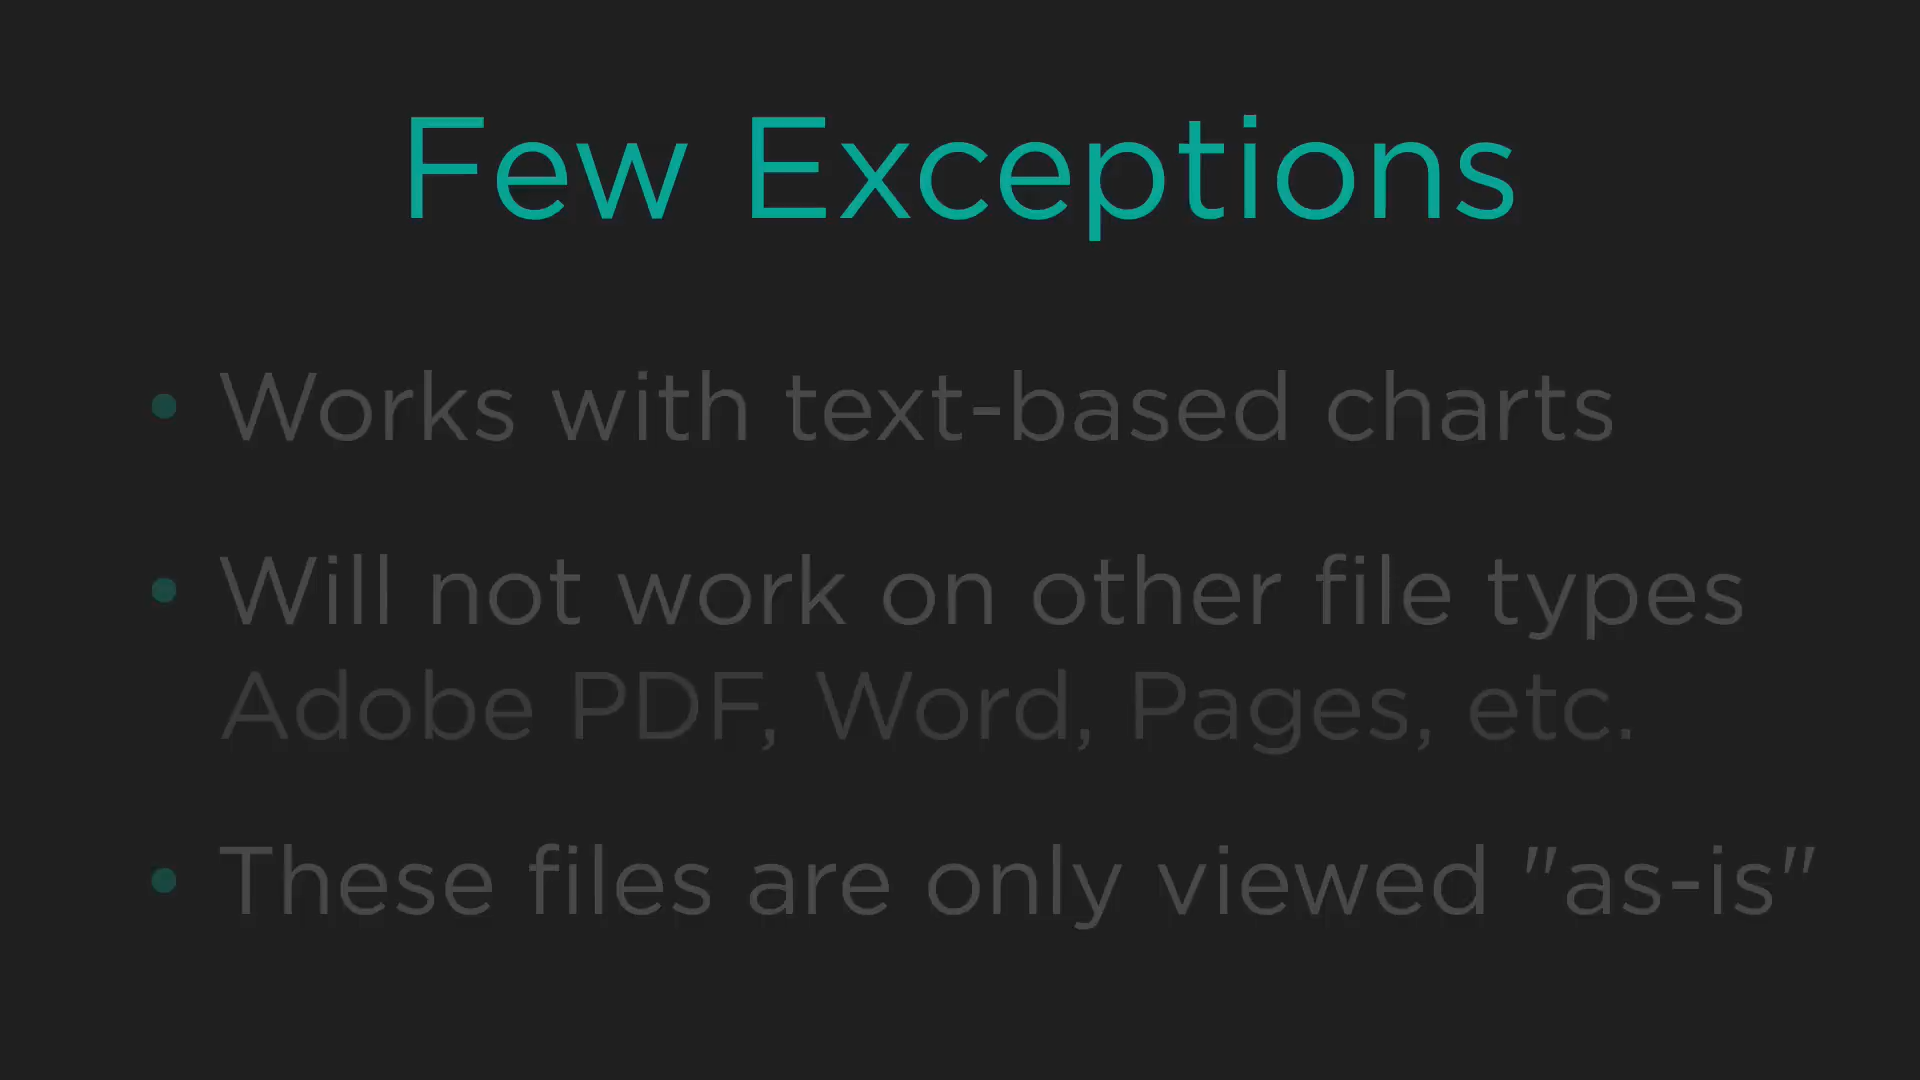 Few Exceptions
• Works with text-based charts
• Will not work on other file types
Adobe PDF, Word, Pages, etc.
• These files are only viewed "as-is"